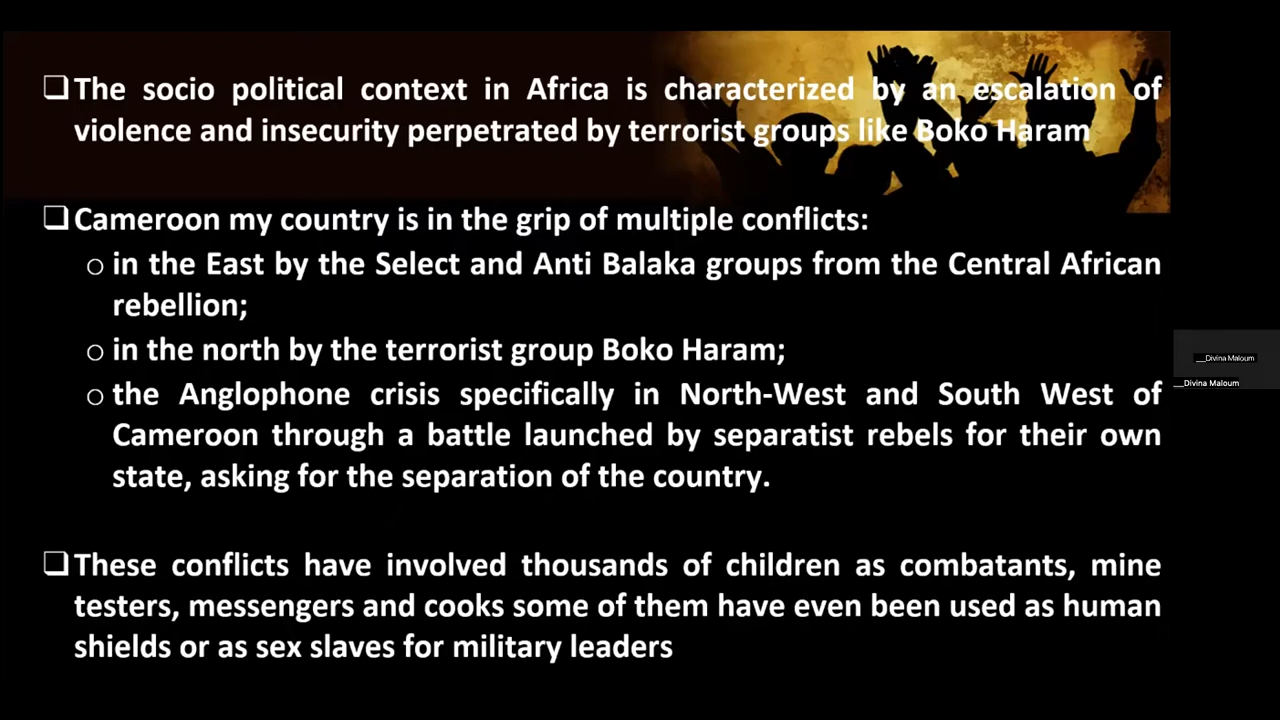 ❑The socio political context in Africa is characterized by an escalation of
violence and insecurity perpetrated by terrorist groups like Boko Haram
❑Cameroon my country is in the grip of multiple conflicts:
o in the East by the Select and Anti Balaka groups from the Central African
rebellion;
o in the north by the terrorist group Boko Haram;
o the Anglophone crisis specifically in North-West and South West of
Cameroon through a battle launched by separatist rebels for their own
state, asking for the separation of the country.
❑These conflicts have involved thousands of children as combatants, mine
testers, messengers and cooks some of them have even been used as human
shields or as sex slaves for military leaders
__Divina Maloum
__Divina Maloum